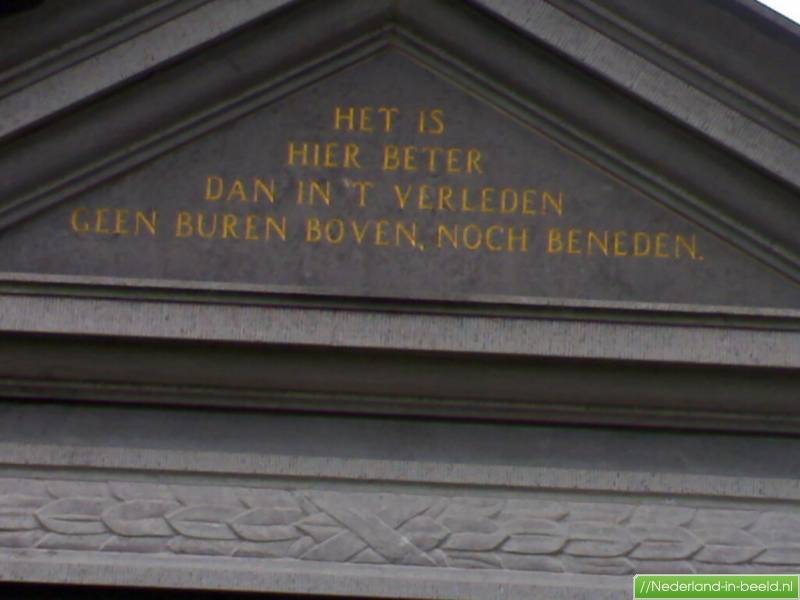 HET IS
HIER BETER
DAN IN 'T VERLEDEN
GEEN BUREN BOVEN, NOCH BENEDEN.
//Nederland-in-beeld.nl